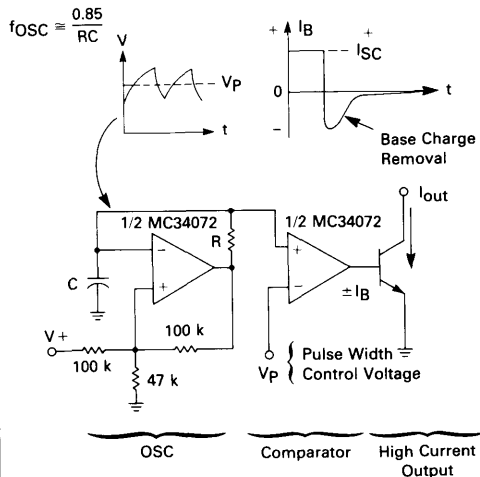 fOSC ≅ 0.85
RC
V
VP
t
+ IB
+
ISC
0
t
−
Base Charge
Removal
Iout
1/2 MC34072
1/2 MC34072
R
−
+
+
−
C
± IB
V+
100 k
100 k
47 k
VP
{ Pulse Width
Control Voltage
OSC
Comparator
High Current
Output